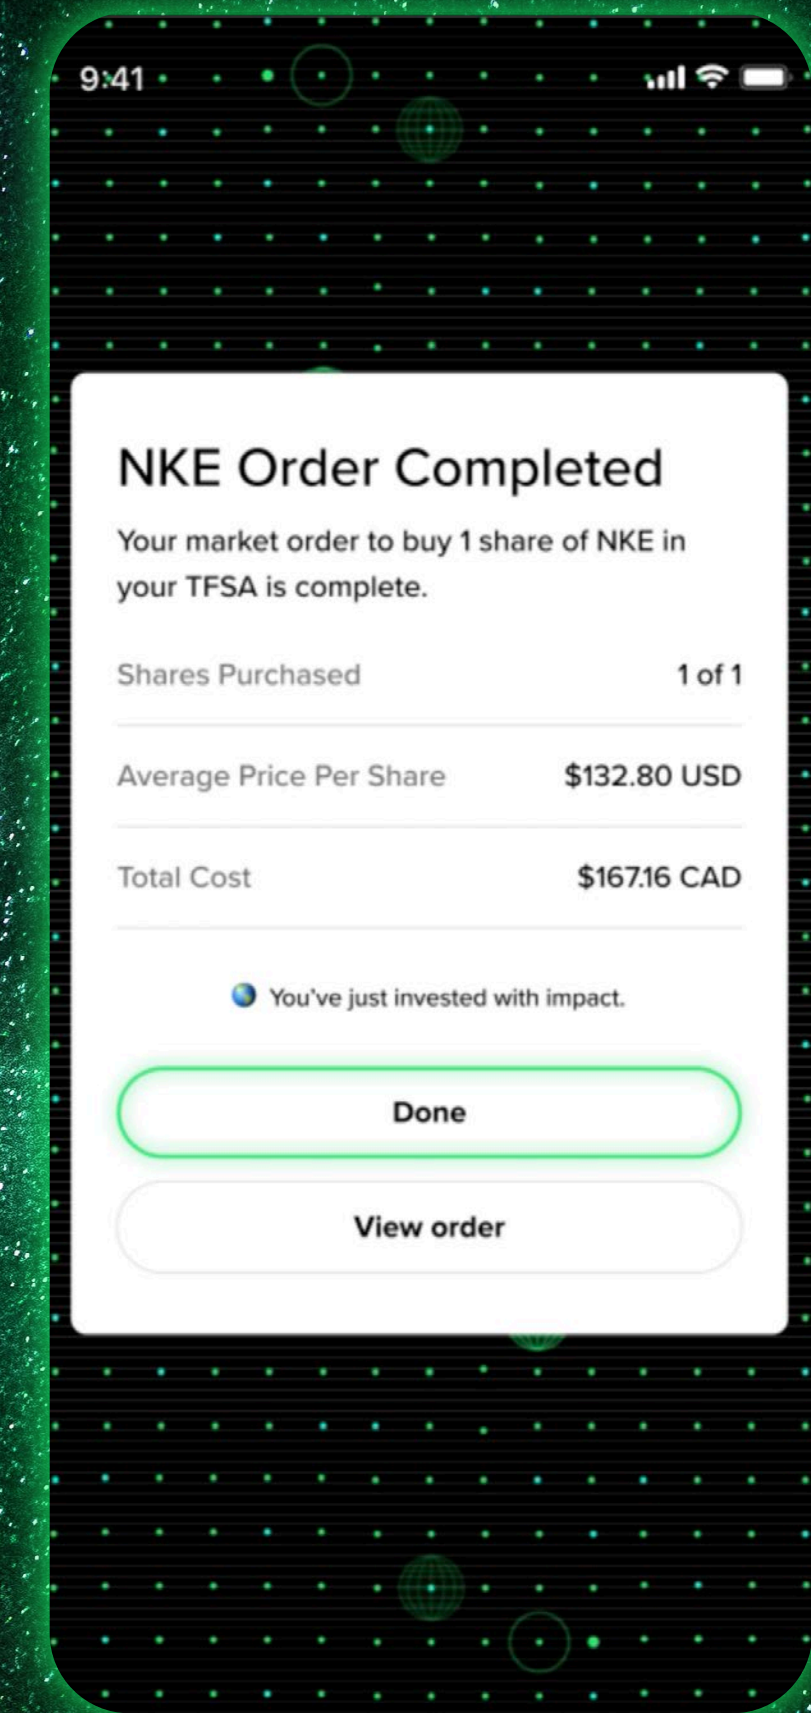 9:41
NKE Order Completed
Your market order to buy 1 share of NKE in
your TFSA is complete.
Shares Purchased 1 of 1
Average Price Per Share $132.80 USD
Total Cost $167.16 CAD
You've just invested with impact.
Done
View order